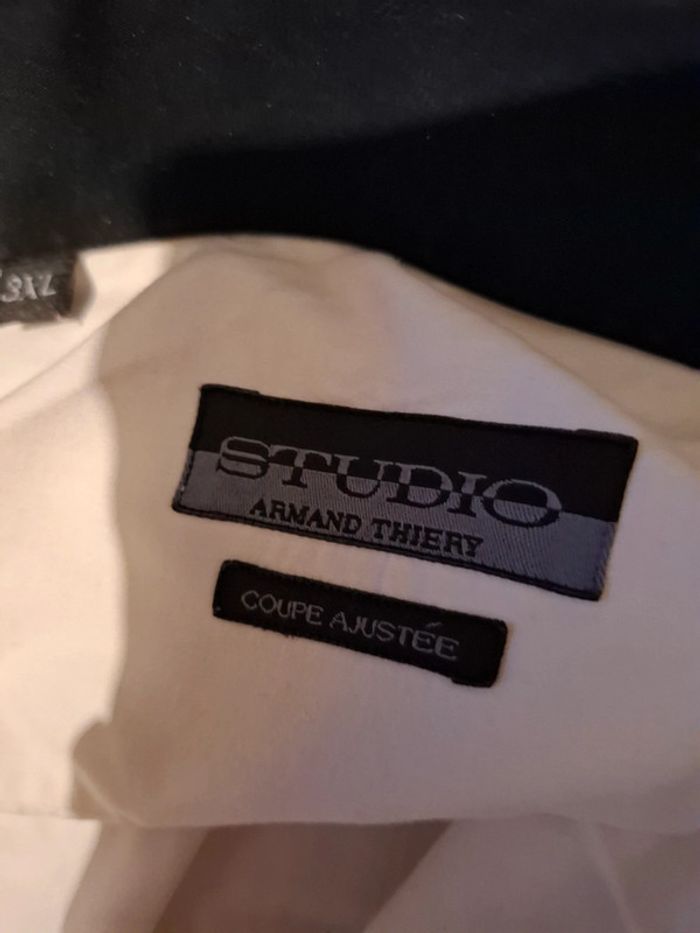 3XL
STUDIO
ARMAND THIERY
COUPE AJUSTÉE